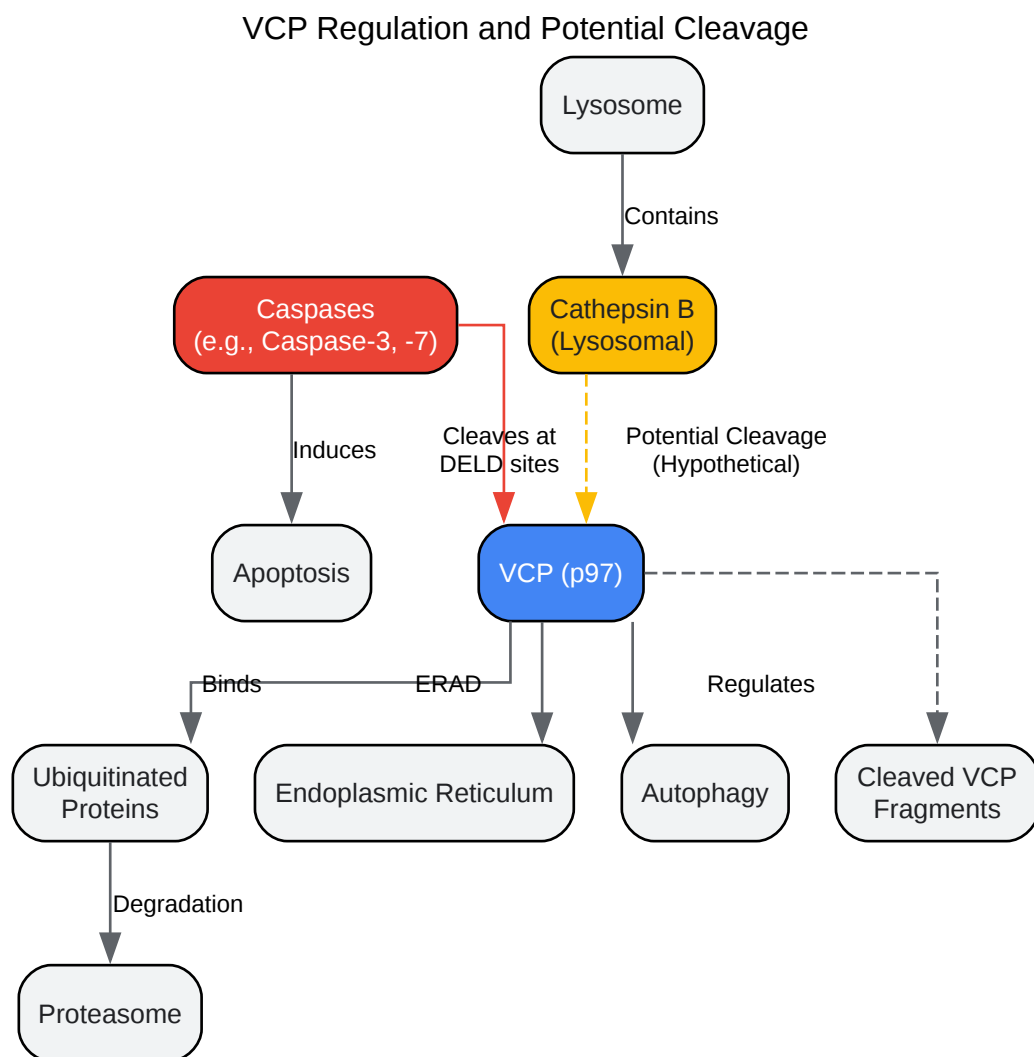 VCP Regulation and Potential Cleavage
Lysosome
Contains
Caspases
(e.g., Caspase-3, -7)
Cathepsin B
(Lysosomal)
Induces
Cleaves at
DELD sites
Potential Cleavage
(Hypothetical)
Apoptosis
VCP (p97)
Binds
ERAD
Regulates
Ubiquitinated
Proteins
Endoplasmic Reticulum
Autophagy
Cleaved VCP
Fragments
Degradation
Proteasome